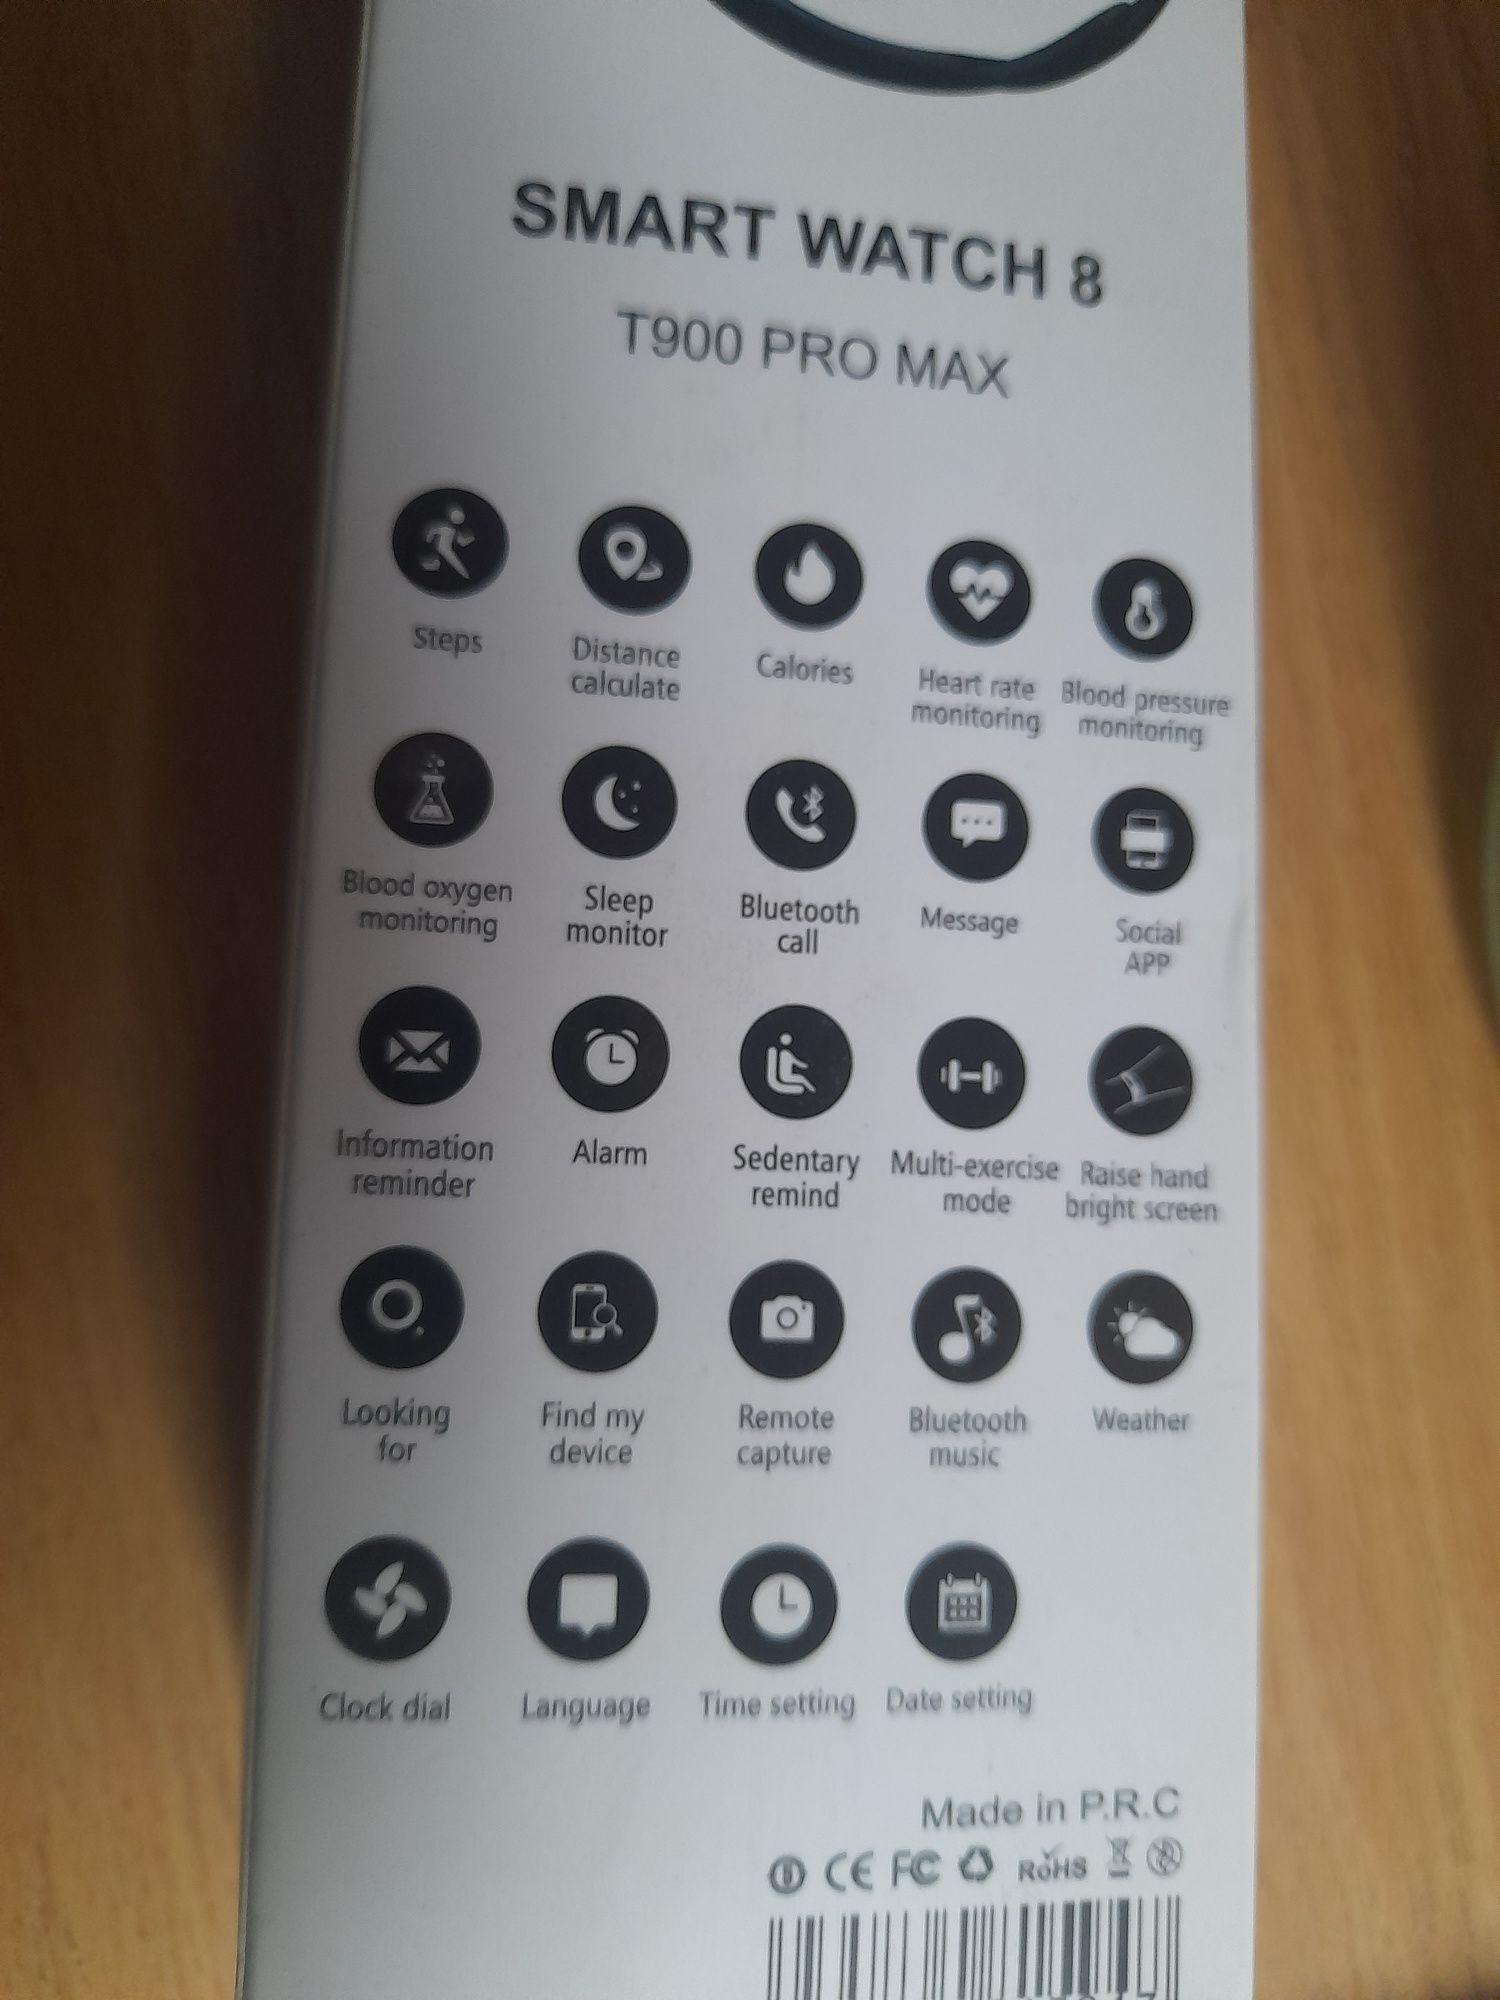 SMART WATCH 8
T900 PRO MAX
Steps
Distance
calculate
Calories
Heart rate
monitoring
Blood pressure
monitoring
Blood oxygen
monitoring
Sleep
monitor
Bluetooth
call
Message
Social
APP
Information
reminder
Alarm
Sedentary
remind
Multi-exercise
mode
Raise hand
bright screen
Looking
for
Find my
device
Remote
capture
Bluetooth
music
Weather
Clock dial
Language
Time setting
Date setting
Made in P.R.C
CE FC RoHS